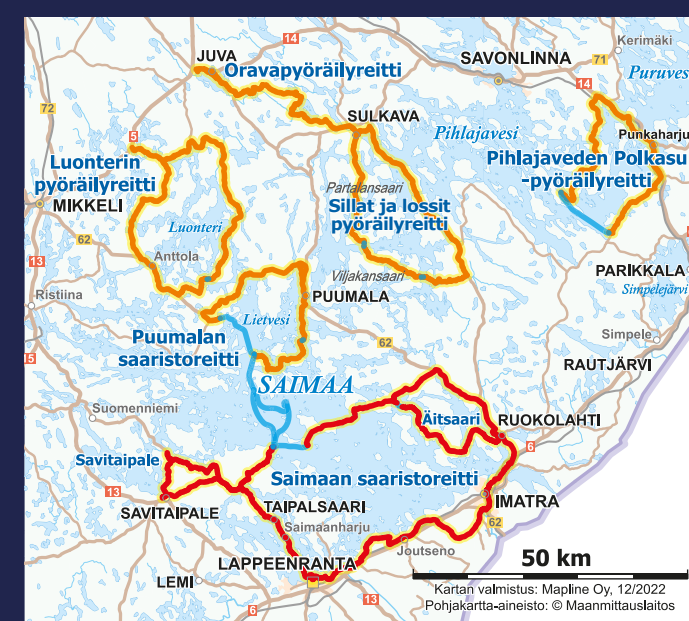 14
Kerimäki
JUVA
SAVONLINNA
71
5
Oravapyöräilyreitti
Puruves
14
72
SULKAVA
Punkaharju
5
Pihlajavesi
Luonterin
pyöräilyreitti
Pihlajaveden Polkasu
-pyöräilyreitti
Partalansaari
MIKKELI
Sillat ja lossit
pyöräilyreitti
Luonteri
62
Anttola
13
Viljakansaari
PARIKKALA
Ristiina
PUUMALA
Simpelejärvi
Lietvesi
Puumalan
saaristoreitti
62
Simpele
15
RAUTJÄRVI
SAIMAA
Suomenniemi
Äitsaari
RUOKOLAHTI
6
Savitaipale
Saimaan saaristoreitti
13
IMATRA
SAVITAIPALE
TAIPALSAARI
62
Saimaanharju
Joutseno
LAPPEENRANTA
50 km
LEMI
Kartan valmistus: Mapline Oy, 12/2022
13
6
Pohjakartta-aineisto: © Maanmittauslaitos